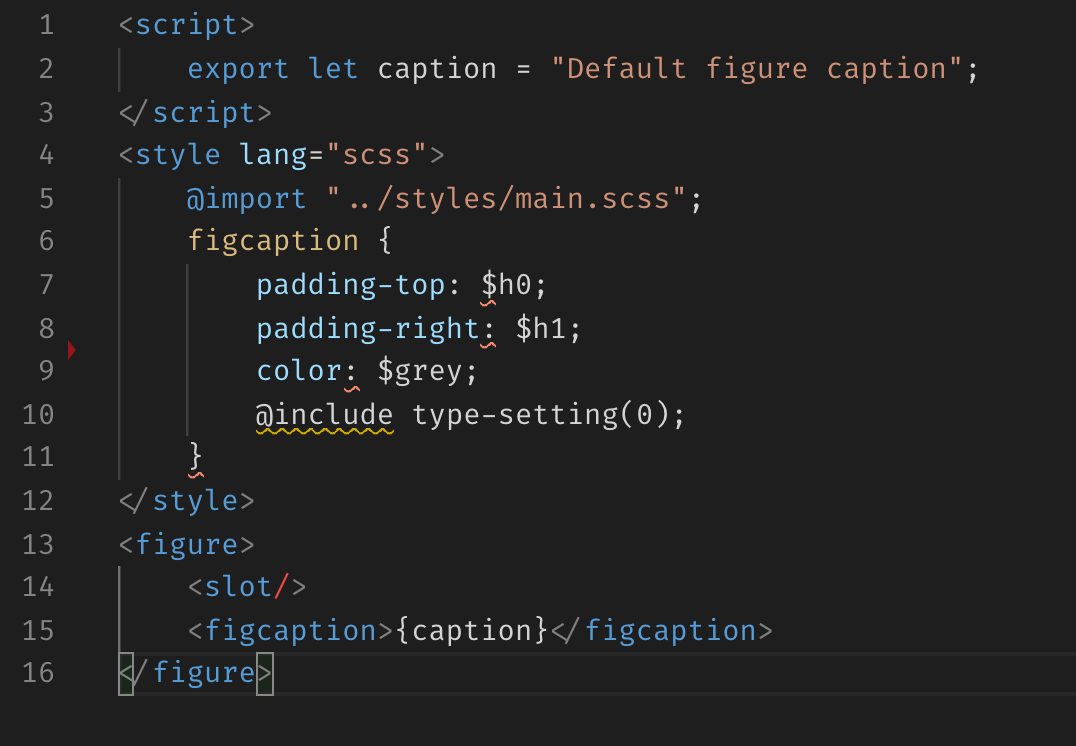 1 <script>
2 export let caption = "Default figure caption";
3 </script>
4 <style lang="scss">
5 @import "../styles/main.scss";
6 figcaption {
7 padding-top: $h0;
8 padding-right: $h1;
9 color: $grey;
10 @include type-setting(0);
11 }
12 </style>
13 <figure>
14 <slot/>
15 <figcaption>{caption}</figcaption>
16 </figure>